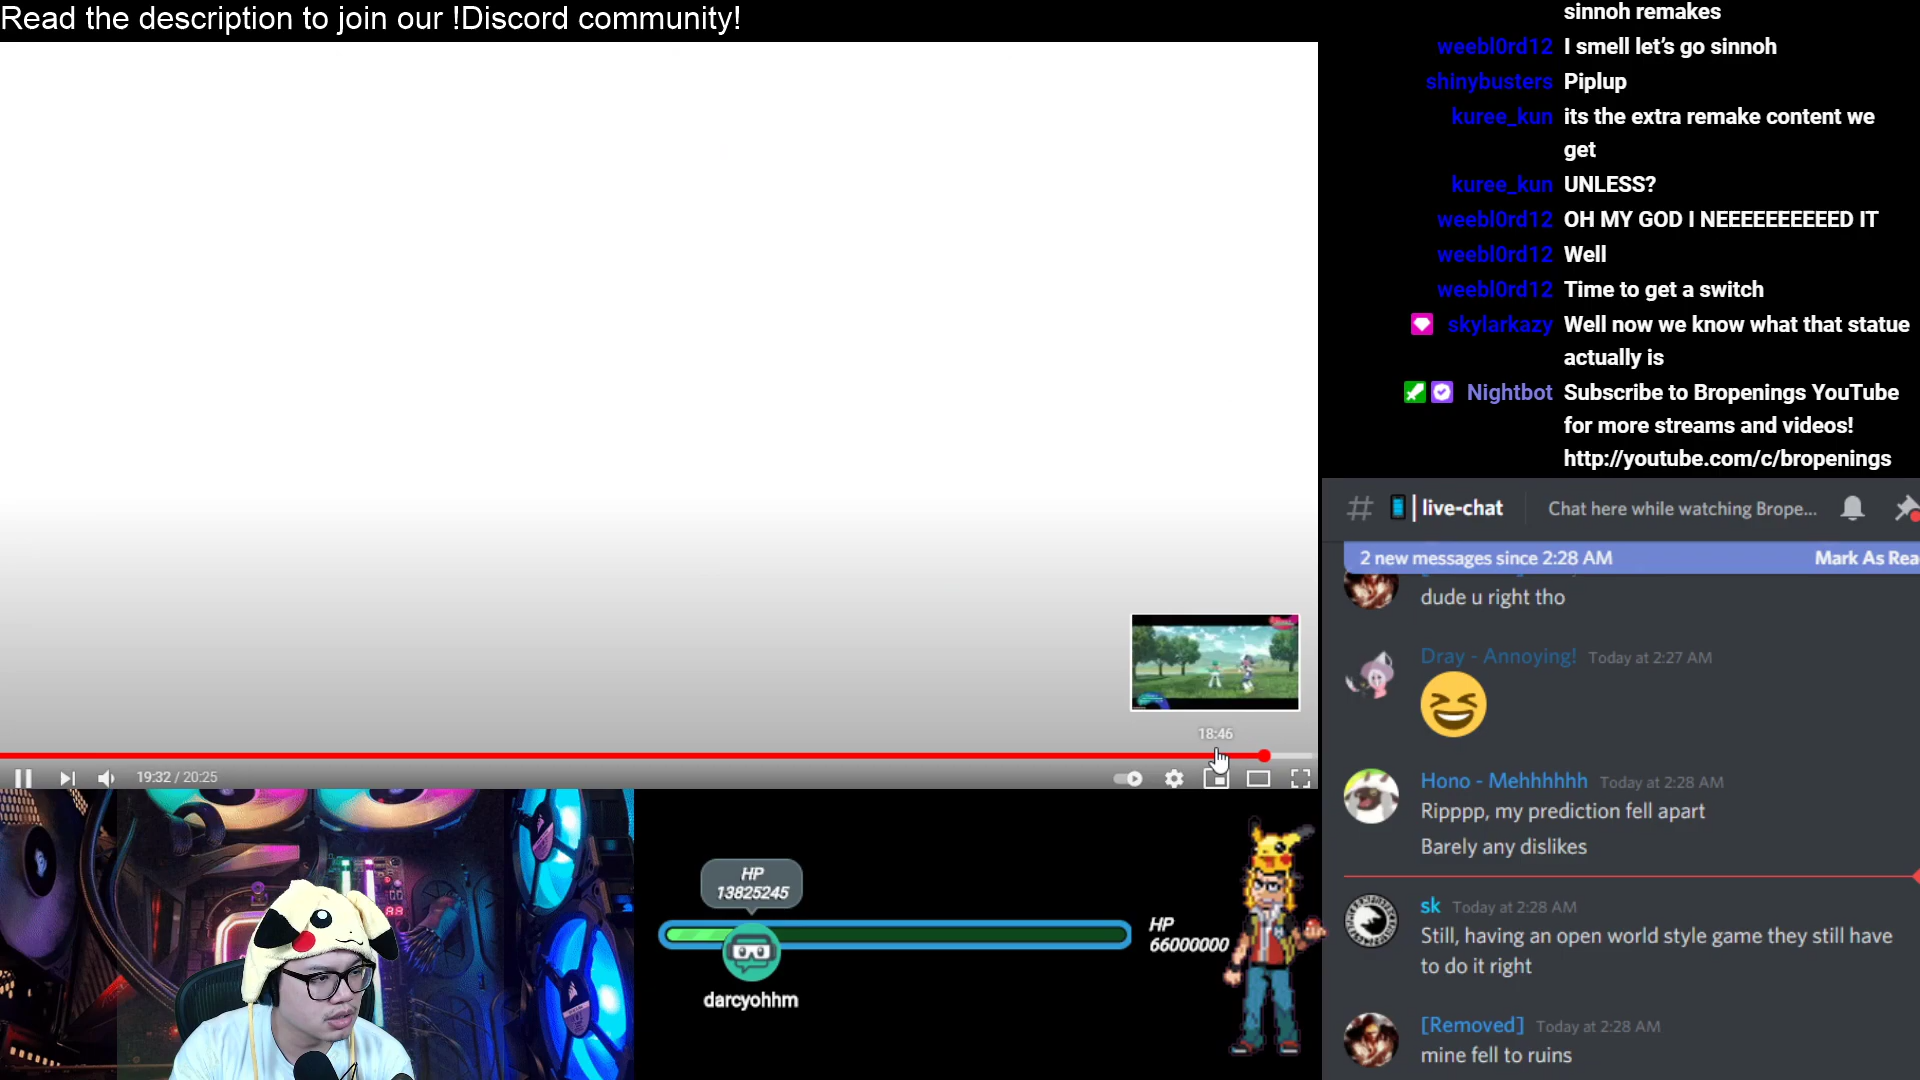 Read the description to join our !Discord community!
sinnoh remakes
weebl0rd12 I smell let's go sinnoh
shinybusters Piplup
kuree_kun its the extra remake content we
get
kuree_kun UNLESS?
weebl0rd12 OH MY GOD I NEEEEEEEEEED IT
weebl0rd12 Well
weebl0rd12 Time to get a switch
skylarkazy Well now we know what that statue
actually is
Nightbot Subscribe to Bropenings YouTube
for more streams and videos!
http://youtube.com/c/bropenings
# | live-chat Chat here while watching Brope...
2 new messages since 2:28 AM Mark As Rea
dude u right tho
Dray - Annoying! Today at 2:27 AM
Hono - Mehhhhhh Today at 2:28 AM
Ripppp, my prediction fell apart
Barely any dislikes
sk Today at 2:28 AM
Still, having an open world style game they still have
to do it right
[Removed] Today at 2:28 AM
mine fell to ruins
18:46
19:32 / 20:25
HP
13825245
HP
66000000
darcyohhm